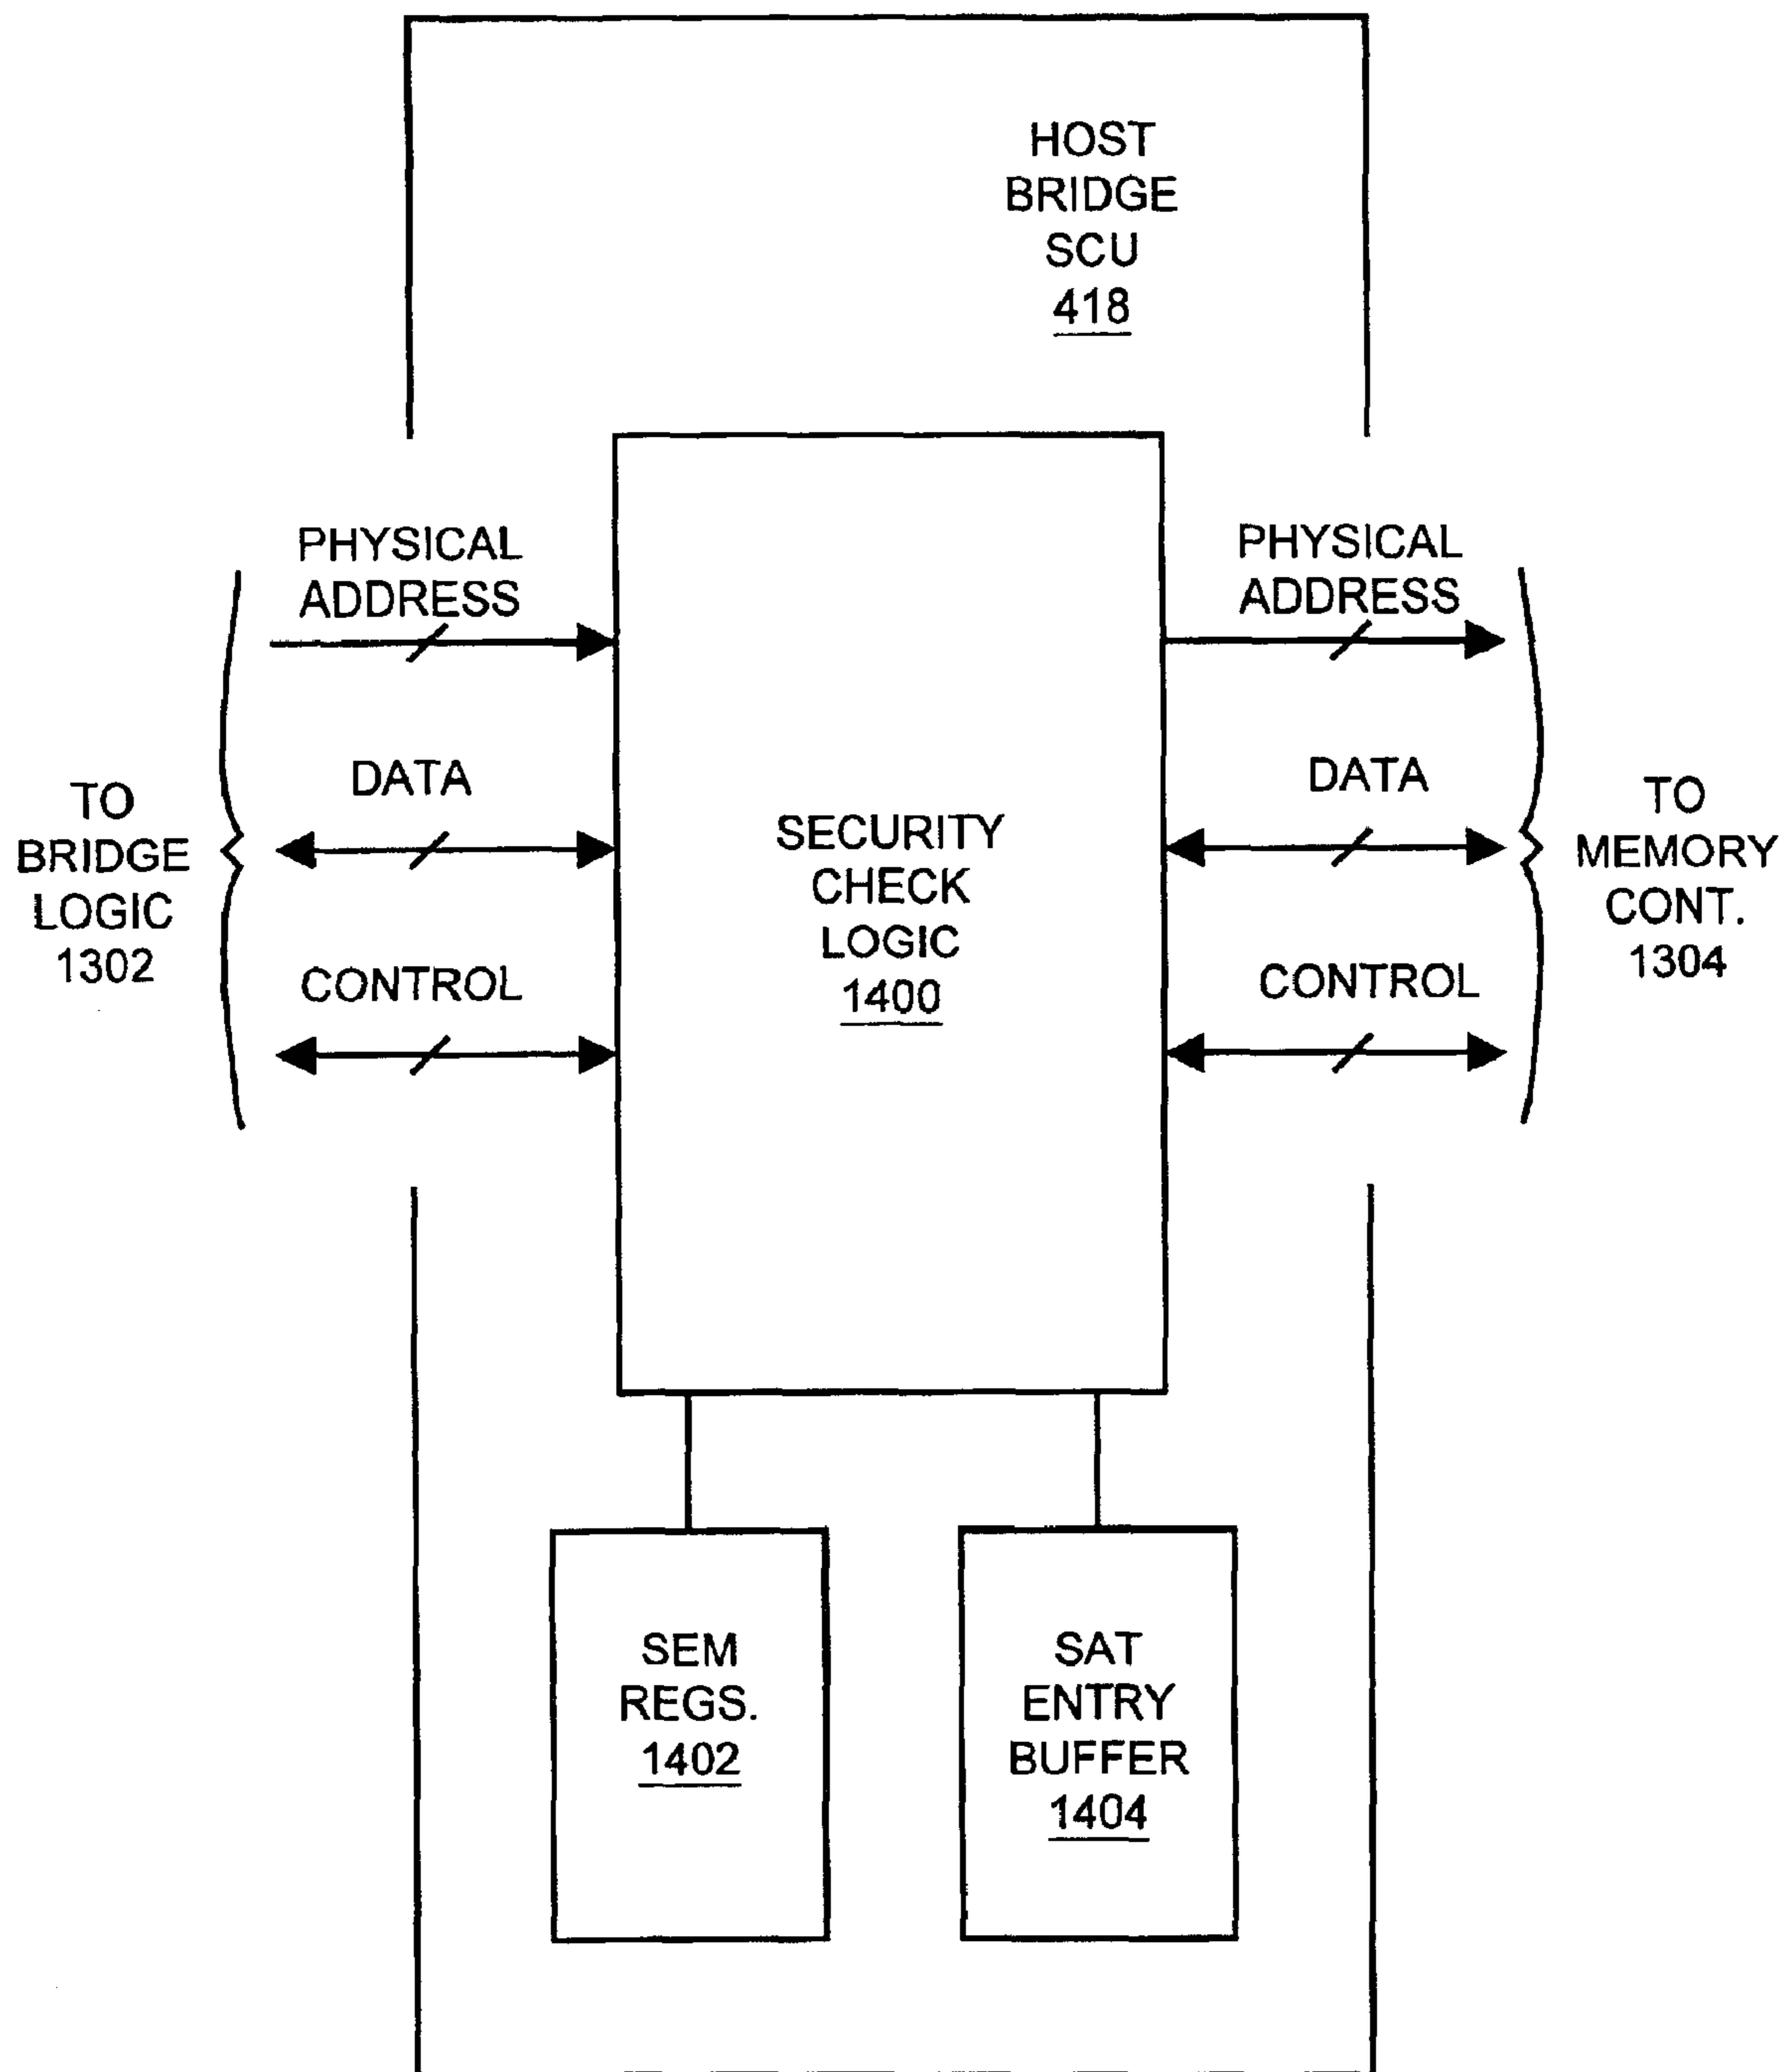 HOST
BRIDGE
SCU
418
PHYSICAL
ADDRESS
DATA
CONTROL
TO
BRIDGE
LOGIC
1302
SECURITY
CHECK
LOGIC
1400
PHYSICAL
ADDRESS
DATA
CONTROL
TO
MEMORY
CONT.
1304
SEM
REGS.
1402
SAT
ENTRY
BUFFER
1404